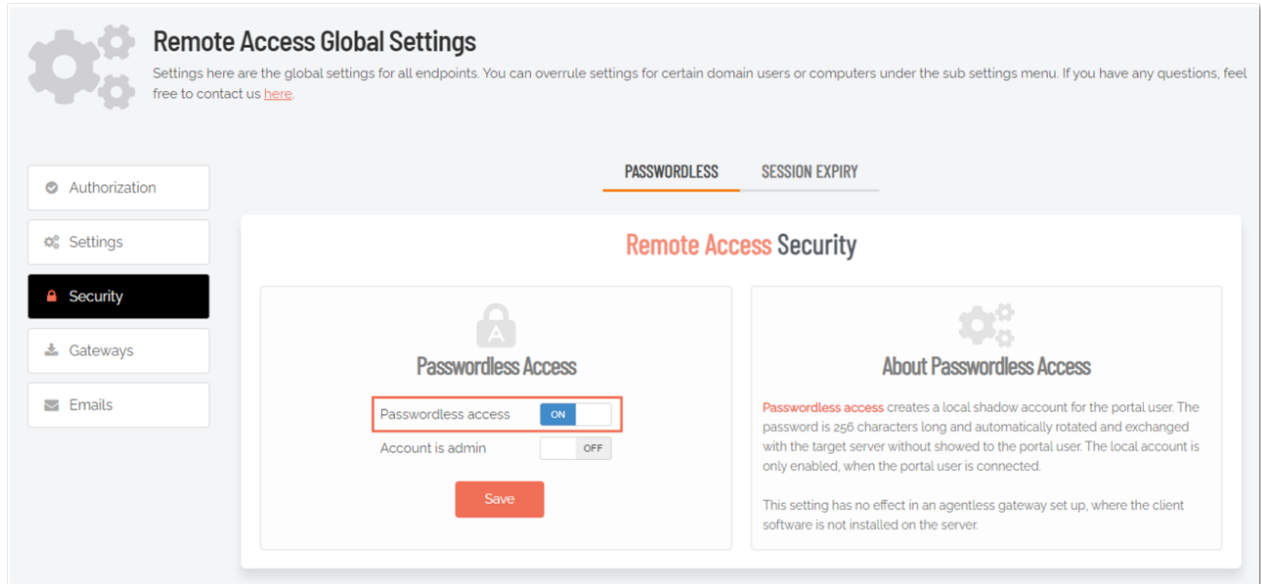 Remote Access Global Settings
Settings here are the global settings for all endpoints. You can overrule settings for certain domain users or computers under the sub settings menu. If you have any questions, feel
free to contact us here.
PASSWORDLESS
SESSION EXPIRY
Authorization
Settings
Security
Gateways
Emails
Remote Access Security
A
Passwordless Access
Passwordless access ON
Account is admin OFF
Save
About Passwordless Access
Passwordless access creates a local shadow account for the portal user. The
password is 256 characters long and automatically rotated and exchanged
with the target server without showed to the portal user. The local account is
only enabled, when the portal user is connected.
This setting has no effect in an agentless gateway set up, where the client
software is not installed on the server.